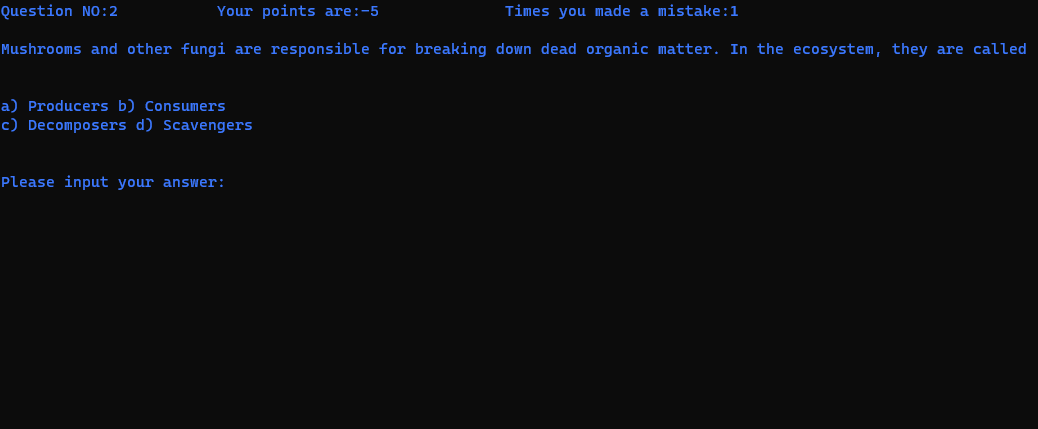 Question NO:2 Your points are:-5 Times you made a mistake:1
Mushrooms and other fungi are responsible for breaking down dead organic matter. In the ecosystem, they are called
a) Producers b) Consumers
c) Decomposers d) Scavengers
Please input your answer: